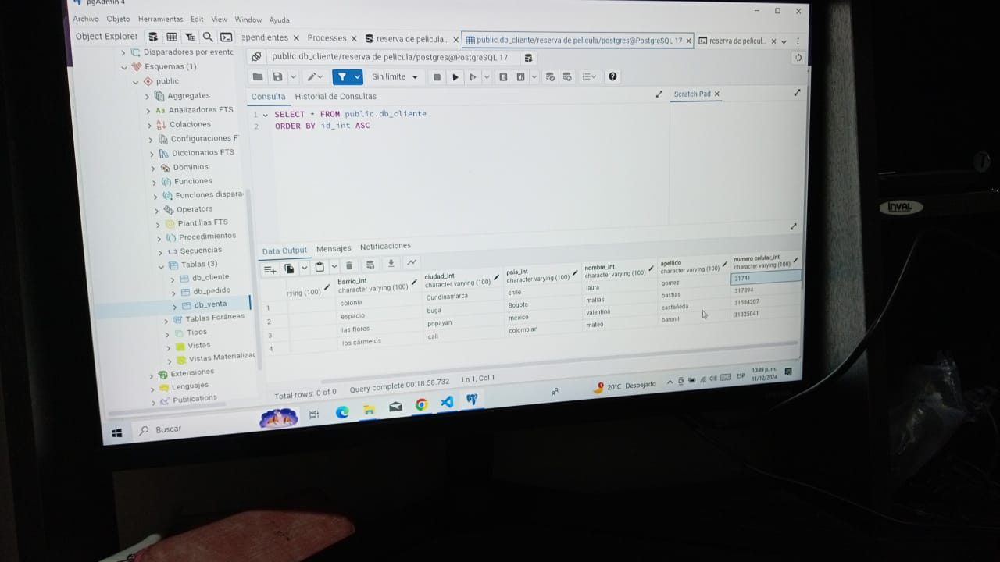 pgAdmin 4
Archivo Objeto Herramientas Edit View Window Ayuda
Object Explorer
ependientes × Processes × reserva de pelicula... × public.db_cliente/reserva de pelicula/postgres@PostgreSQL 17 × reserva de pelicul... ×
Disparadores por evento
Esquemas (1)
public
Aggregates
Analizadores FTS
Colaciones
Configuraciones F
Diccionarios FTS
Dominios
Funciones
Funciones dispara
Operators
Plantillas FTS
Procedimientos
1..3 Secuencias
Tablas (3)
db_cliente
db_pedido
db_venta
Tablas Foráneas
Tipos
Vistas
Vistas Materializac
Extensiones
Lenguajes
Publications
public.db_cliente/reserva de pelicula/postgres@PostgreSQL 17
Sin límite
Consulta Historial de Consultas
Scratch Pad ×
1 SELECT * FROM public.db_cliente
2 ORDER BY id_int ASC
Data Output Mensajes Notificaciones
barrio_int ciudad_int pais_int nombre_int apellido numero celular_int
rying (100) character varying (100) character varying (100) character varying (100) character varying (100) character varying (100) character varying (100)
1 colonia Cundinamarca chile laura gomez 31741
2 espacio buga Bogota matias bastias 317894
3 las flores popayan mexico valentina castañeda 31584207
4 los carmelos cali colombian mateo baronil 31325041
Total rows: 0 of 0 Query complete 00:18:58.732 Ln 1, Col 1
Buscar
20°C Despejado
ESP
10:49 p. m.
11/12/2024
INVAL